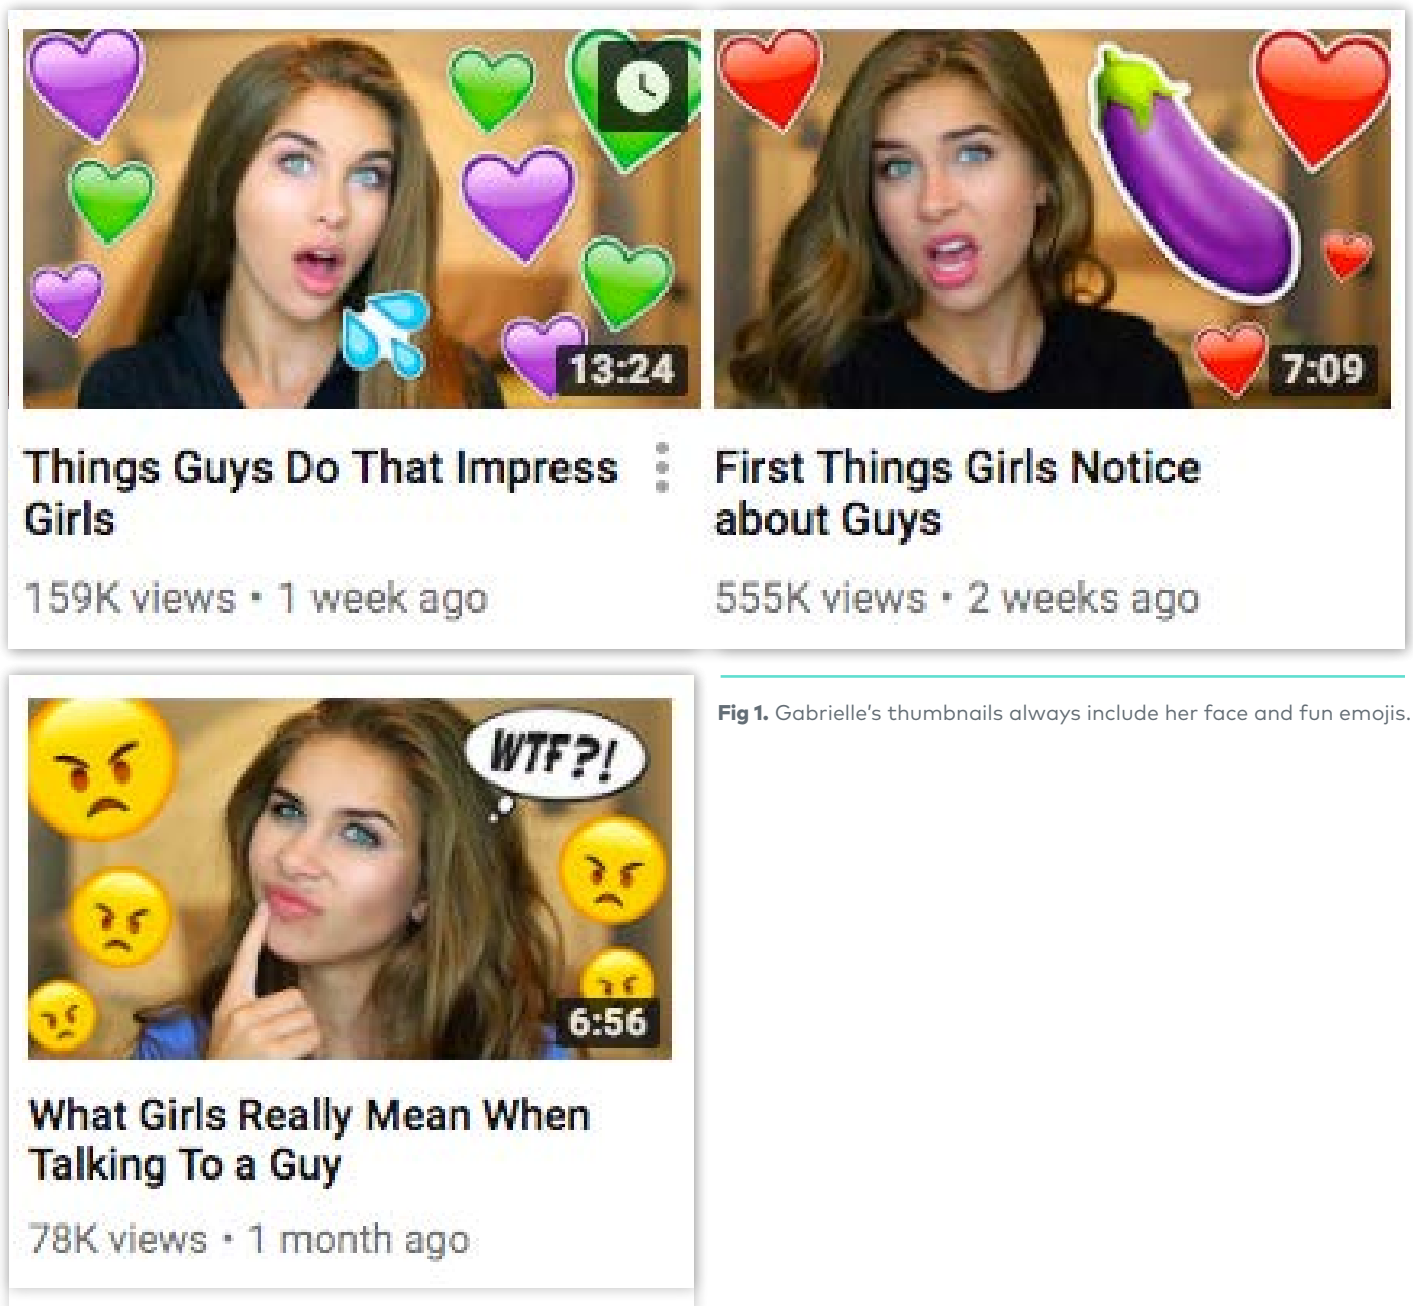 13:24
Things Guys Do That Impress
Girls
159K views • 1 week ago
7:09
First Things Girls Notice
about Guys
555K views • 2 weeks ago
WTF?!
6:56
What Girls Really Mean When
Talking To a Guy
78K views • 1 month ago
Fig 1. Gabrielle's thumbnails always include her face and fun emojis.